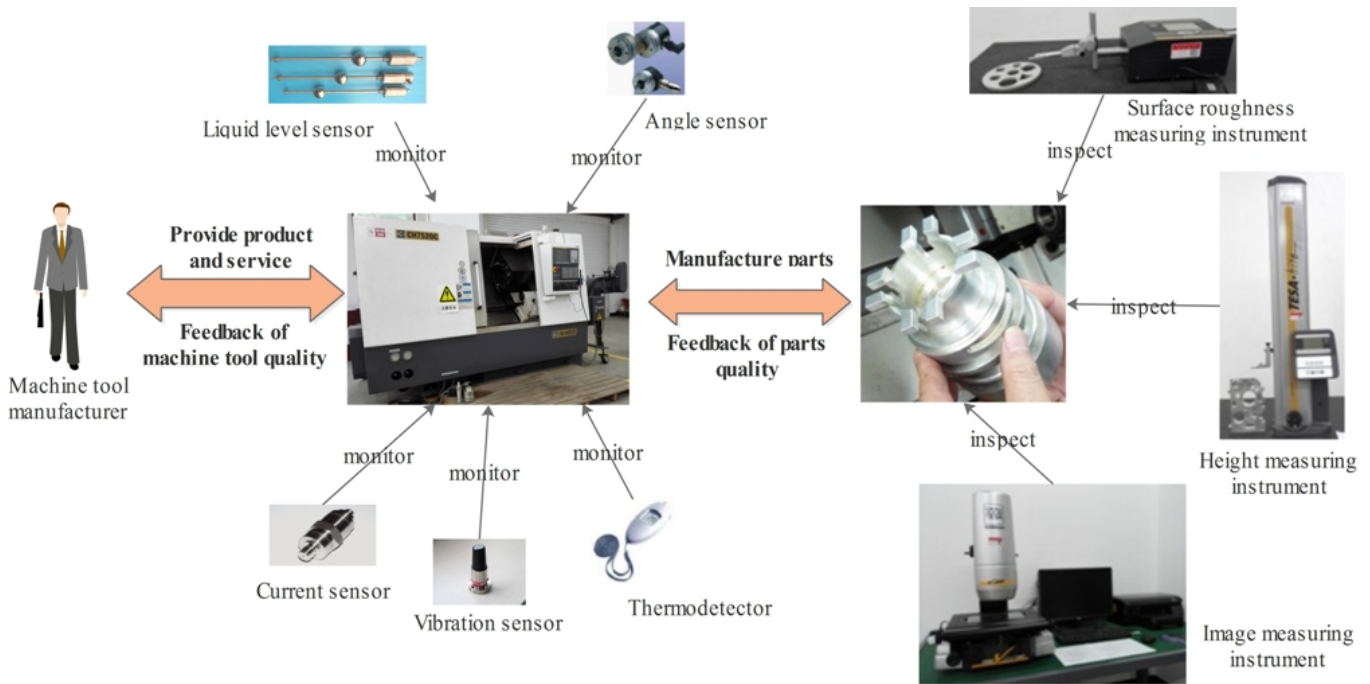 Liquid level sensor
monitor
Angle sensor
monitor
Surface roughness
measuring instrument
inspect
Provide product
and service
Feedback of
machine tool quality
Machine tool
manufacturer
CH7520C
Manufacture parts
Feedback of parts
quality
inspect
TESA
Height measuring
instrument
inspect
monitor
monitor
monitor
Current sensor
Vibration sensor
Thermodetector
Image measuring
instrument